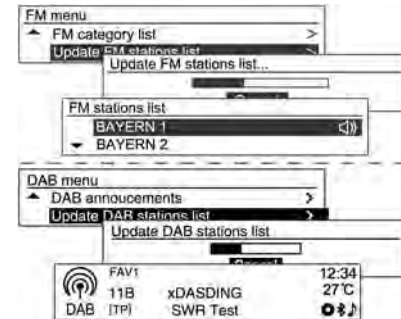 FM menu
FM category list >
Update FM stations list >
Update FM stations list...
FM stations list
BAYERN 1
BAYERN 2
DAB menu
DAB annoucements >
Update DAB stations list >
Update DAB stations list
FAV1 12:34
11B xDASDING 27°C
DAB [TP] SWR Test